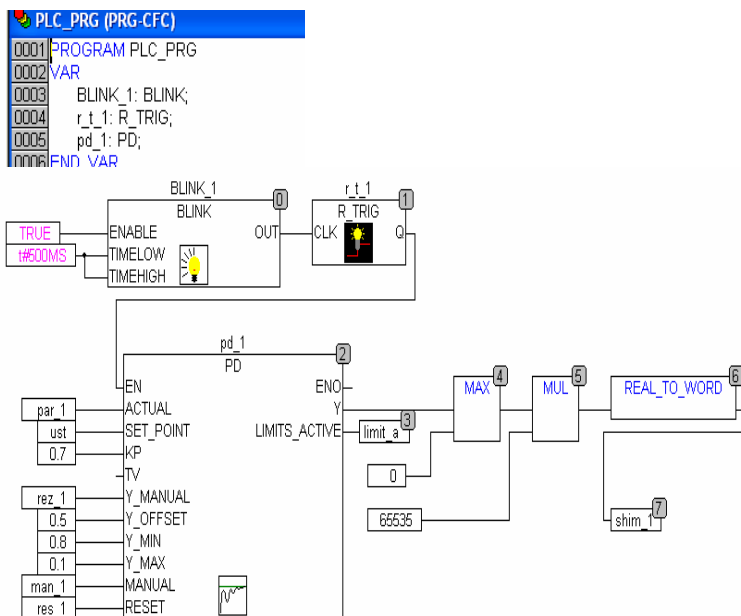 PLC_PRG (PRG-CFC)
0001 PROGRAM PLC_PRG
0002 VAR
0003 BLINK_1: BLINK;
0004 r_t_1: R_TRIG;
0005 pd_1: PD;
0006 END_VAR
BLINK_1 0
BLINK
TRUE ENABLE OUT
t#500MS TIMELOW
TIMEHIGH
r_t_1 1
R_TRIG
CLK Q
pd_1 2
PD
EN ENO
par_1 ACTUAL Y
ust SET_POINT LIMITS_ACTIVE limit_a 3
0.7 KP
TV
rez_1 Y_MANUAL
0.5 Y_OFFSET
0.8 Y_MIN
0.1 Y_MAX
man_1 MANUAL
res_1 RESET
MAX 4
0
MUL 5
65535
REAL_TO_WORD 6
shim_1 7